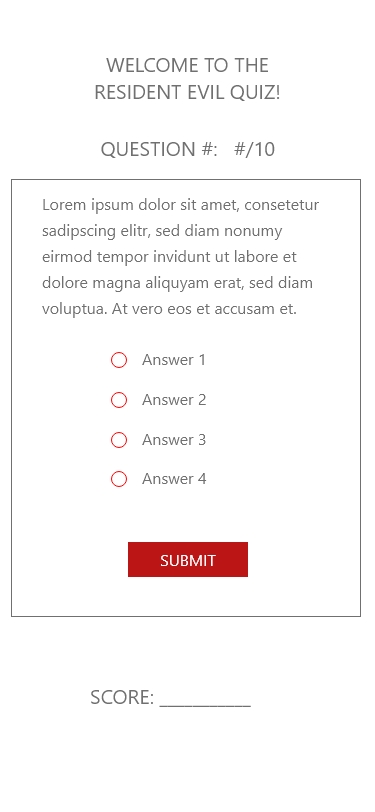 WELCOME TO THE
RESIDENT EVIL QUIZ!
QUESTION #: #/10
Lorem ipsum dolor sit amet, consetetur
sadipscing elitr, sed diam nonumy
eirmod tempor invidunt ut labore et
dolore magna aliquyam erat, sed diam
voluptua. At vero eos et accusam et.
Answer 1
Answer 2
Answer 3
Answer 4
SUBMIT
SCORE: __________